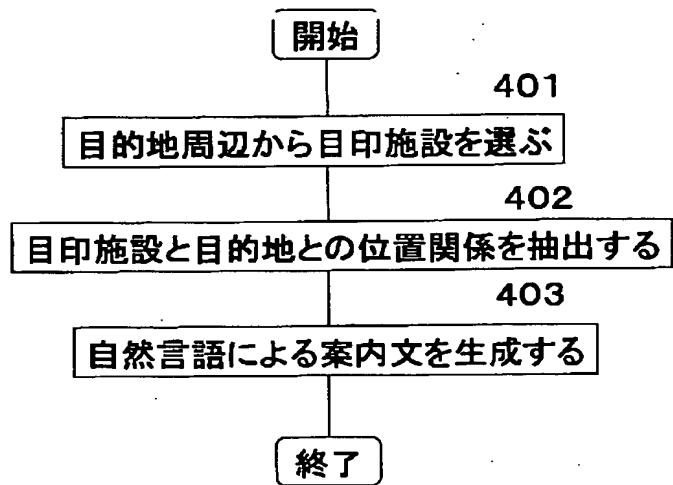 開始
401
目的地周辺から目印施設を選ぶ
402
目印施設と目的地との位置関係を抽出する
403
自然言語による案内文を生成する
終了